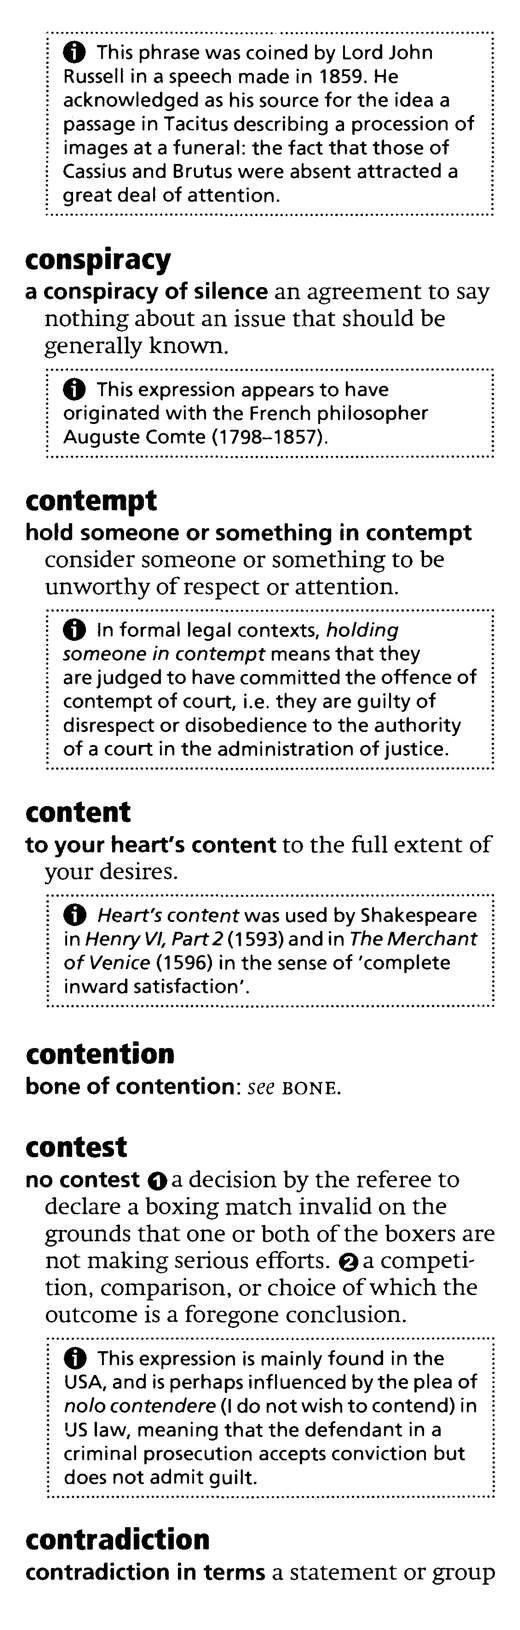 ⓘ This phrase was coined by Lord John
Russell in a speech made in 1859. He
acknowledged as his source for the idea a
passage in Tacitus describing a procession of
images at a funeral: the fact that those of
Cassius and Brutus were absent attracted a
great deal of attention.
conspiracy
a conspiracy of silence an agreement to say
nothing about an issue that should be
generally known.
ⓘ This expression appears to have
originated with the French philosopher
Auguste Comte (1798–1857).
contempt
hold someone or something in contempt
consider someone or something to be
unworthy of respect or attention.
ⓘ In formal legal contexts, holding
someone in contempt means that they
are judged to have committed the offence of
contempt of court, i.e. they are guilty of
disrespect or disobedience to the authority
of a court in the administration of justice.
content
to your heart's content to the full extent of
your desires.
ⓘ Heart's content was used by Shakespeare
in Henry VI, Part 2 (1593) and in The Merchant
of Venice (1596) in the sense of 'complete
inward satisfaction'.
contention
bone of contention: see BONE.
contest
no contest ❶ a decision by the referee to
declare a boxing match invalid on the
grounds that one or both of the boxers are
not making serious efforts. ❷ a competi-
tion, comparison, or choice of which the
outcome is a foregone conclusion.
ⓘ This expression is mainly found in the
USA, and is perhaps influenced by the plea of
nolo contendere (I do not wish to contend) in
US law, meaning that the defendant in a
criminal prosecution accepts conviction but
does not admit guilt.
contradiction
contradiction in terms a statement or group